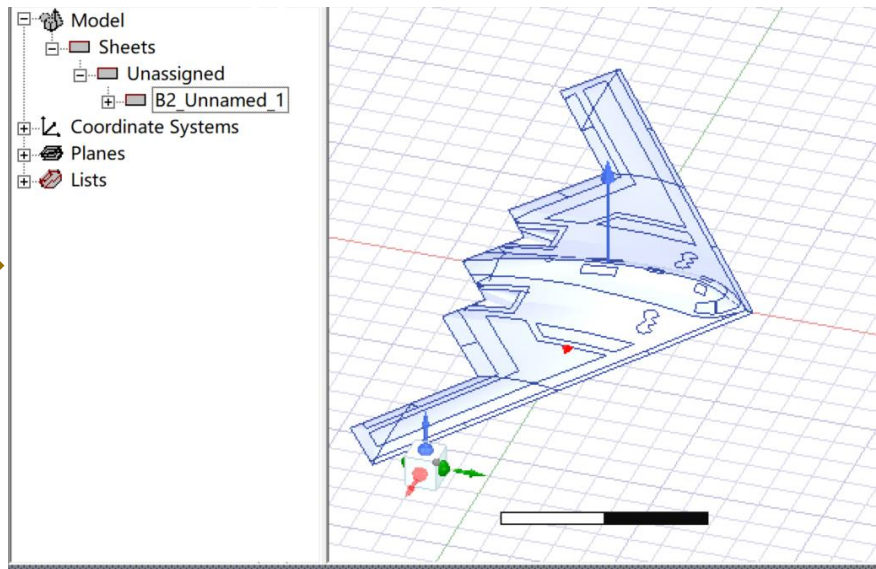 Model
Sheets
Unassigned
B2_Unnamed_1
Coordinate Systems
Planes
Lists